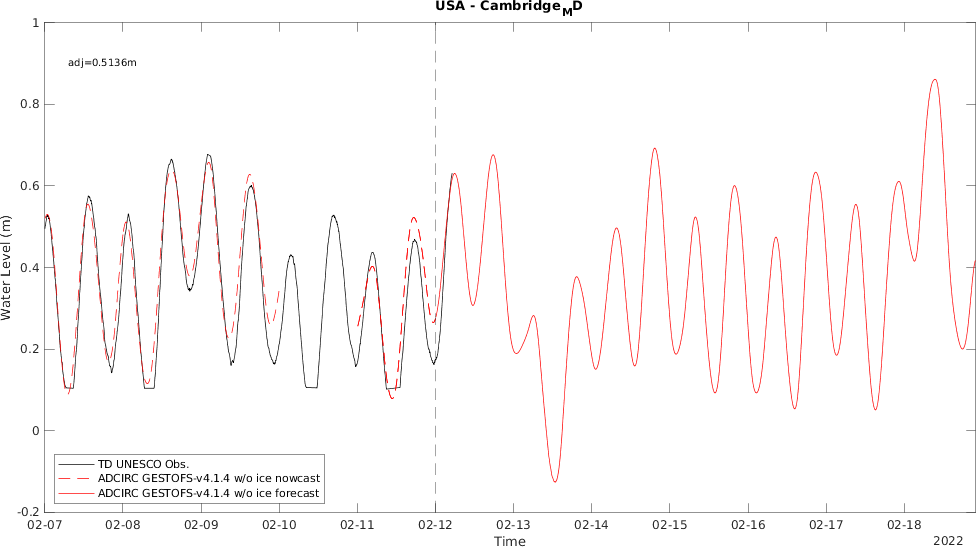 USA - Cambridge_MD
1
adj=0.5136m
0.8
0.6
0.4
0.2
0
-0.2
Water Level (m)
TD UNESCO Obs.
ADCIRC GESTOFS-v4.1.4 w/o ice nowcast
ADCIRC GESTOFS-v4.1.4 w/o ice forecast
02-07 02-08 02-09 02-10 02-11 02-12 02-13 02-14 02-15 02-16 02-17 02-18
Time
2022